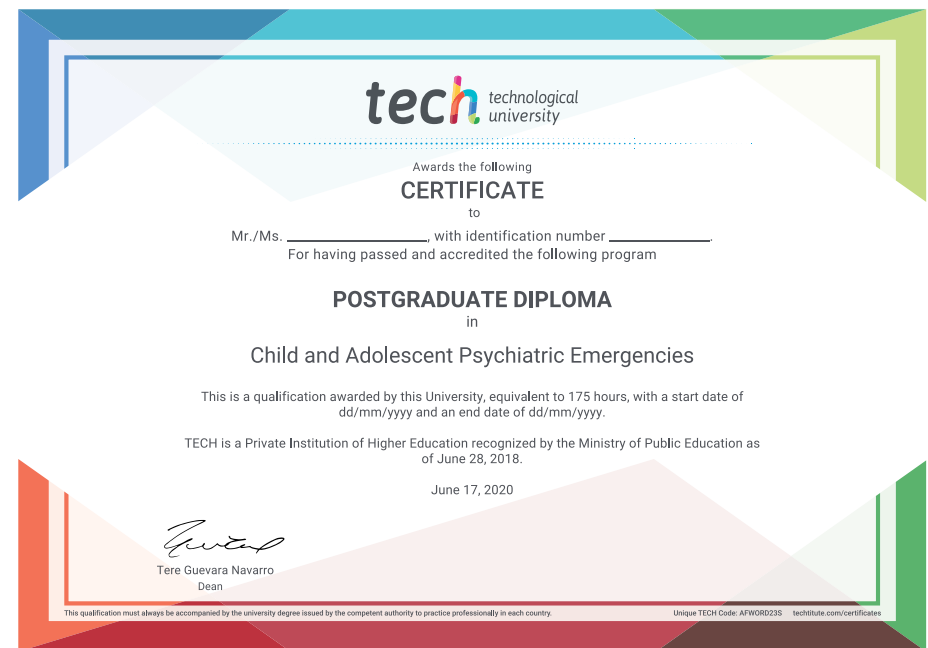 tech technological
university
Awards the following
CERTIFICATE
to
Mr./Ms. ____________________, with identification number ______________.
For having passed and accredited the following program
POSTGRADUATE DIPLOMA
in
Child and Adolescent Psychiatric Emergencies
This is a qualification awarded by this University, equivalent to 175 hours, with a start date of
dd/mm/yyyy and an end date of dd/mm/yyyy.
TECH is a Private Institution of Higher Education recognized by the Ministry of Public Education as
of June 28, 2018.
June 17, 2020
Tere Guevara Navarro
Dean
This qualification must always be accompanied by the university degree issued by the competent authority to practice professionally in each country. Unique TECH Code: AFWORD23S techtitute.com/certificates